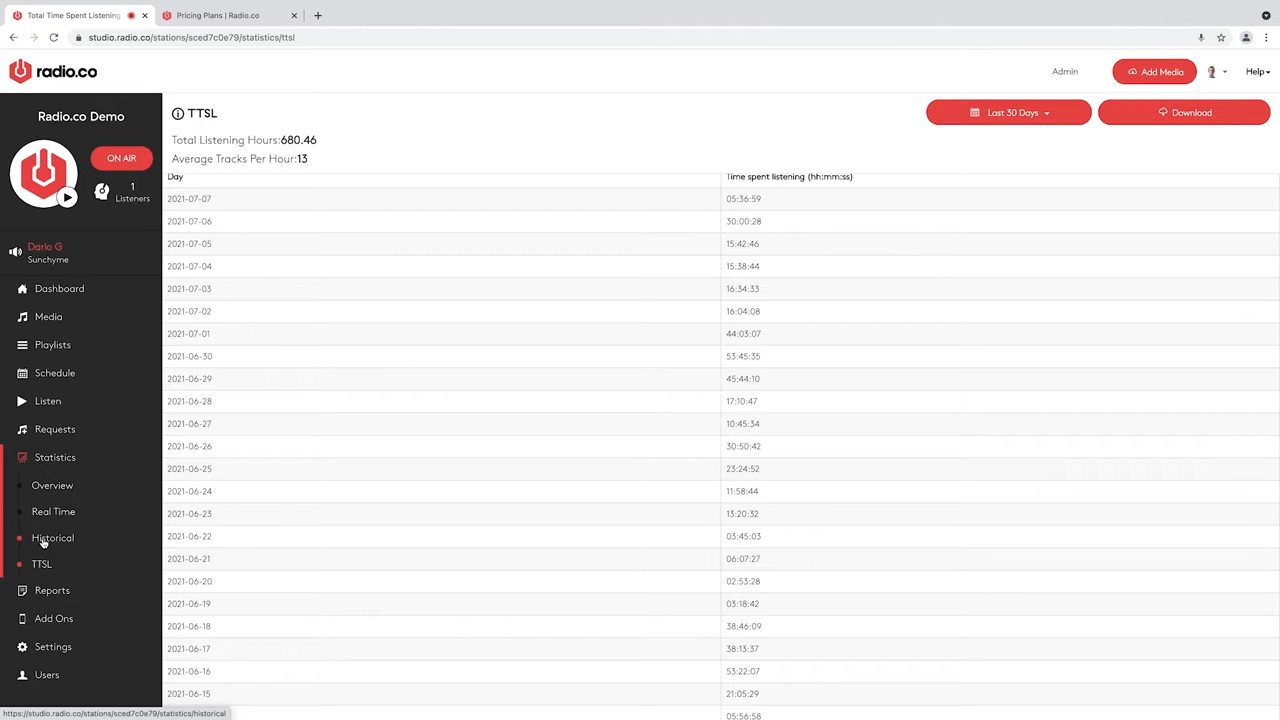 Total Time Spent Listening
Pricing Plans | Radio.co
studio.radio.co/stations/sced7c0e79/statistics/ttsl
radio.co
Admin
Add Media
Help
Radio.co Demo
ON AIR
1
Listeners
Dario G
Sunchyme
Dashboard
Media
Playlists
Schedule
Listen
Requests
Statistics
Overview
Real Time
Historical
TTSL
Reports
Add Ons
Settings
Users
TTSL
Last 30 Days
Download
Total Listening Hours:680.46
Average Tracks Per Hour:13
Day Time spent listening (hh:mm:ss)
2021-07-07 05:36:59
2021-07-06 30:00:28
2021-07-05 15:42:46
2021-07-04 15:38:44
2021-07-03 16:34:33
2021-07-02 16:04:08
2021-07-01 44:03:07
2021-06-30 53:45:35
2021-06-29 45:44:10
2021-06-28 17:10:47
2021-06-27 10:45:34
2021-06-26 30:50:42
2021-06-25 23:24:52
2021-06-24 11:58:44
2021-06-23 13:20:32
2021-06-22 03:45:03
2021-06-21 06:07:27
2021-06-20 02:53:28
2021-06-19 03:18:42
2021-06-18 38:46:09
2021-06-17 38:13:37
2021-06-16 53:22:07
2021-06-15 21:05:29
05:56:58
https://studio.radio.co/stations/sced7c0e79/statistics/historical